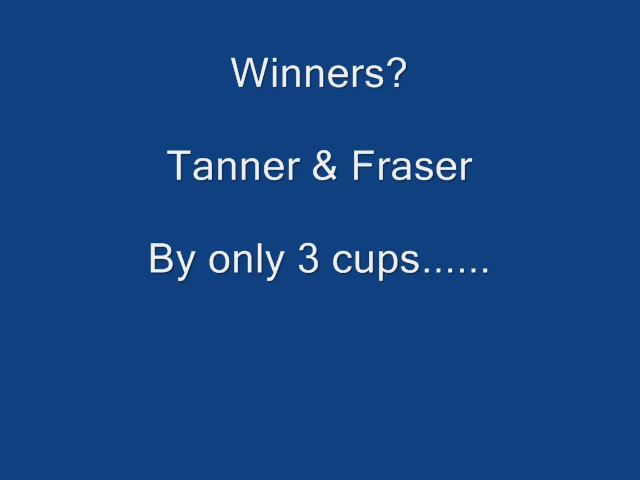 Winners?
Tanner & Fraser
By only 3 cups......